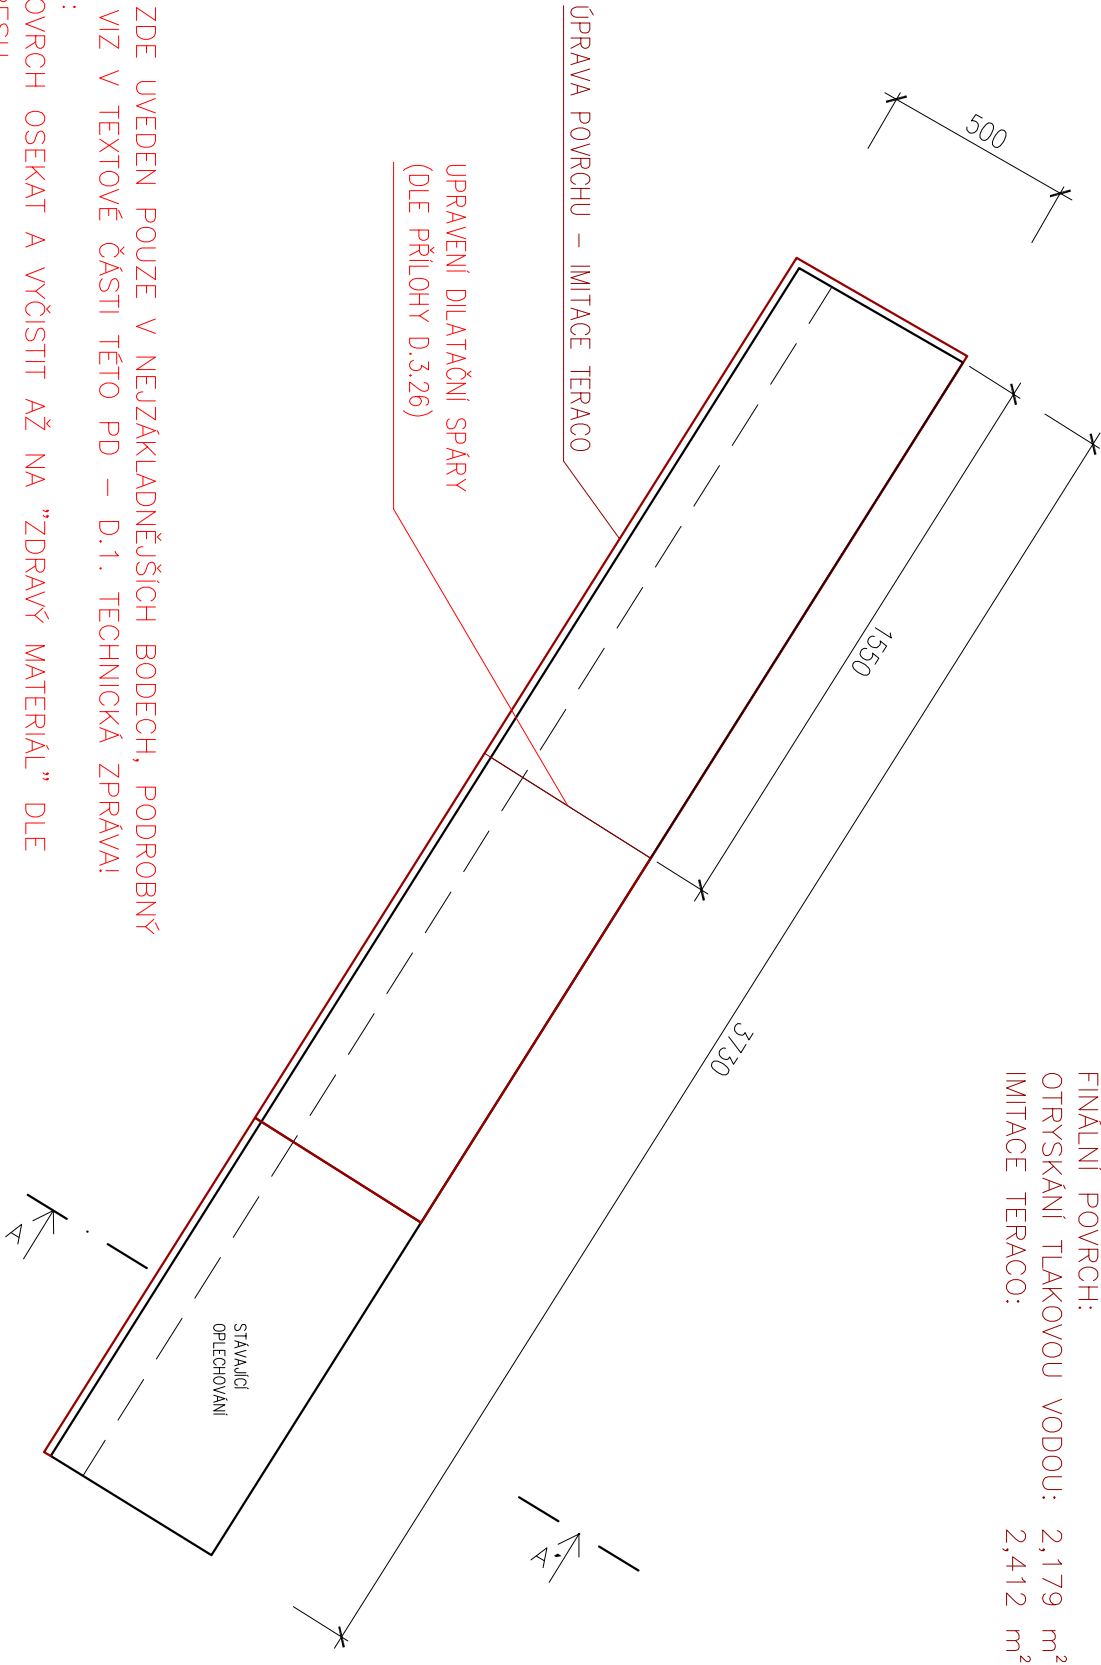 FINÁLNÍ POVRCH:
OTRYSKÁNÍ TLAKOVOU VODOU: 2,179 m²
IMITACE TERACO: 2,412 m²
500
1550
3730
ÚPRAVA POVRCHU – IMITACE TERACO
UPRAVENÍ DILATAČNÍ SPÁRY
(DLE PŘÍLOHY D.3.26)
STÁVAJÍCÍ
OPLECHOVÁNÍ
A
A'
ZDE UVEDEN POUZE V NEJZÁKLADNĚJŠÍCH BODECH, PODROBNÝ
VIZ V TEXTOVÉ ČÁSTI TÉTO PD – D.1. TECHNICKÁ ZPRÁVA!
:
OVRCH OSEKAT A VYČISTIT AŽ NA "ZDRAVÝ MATERIÁL" DLE